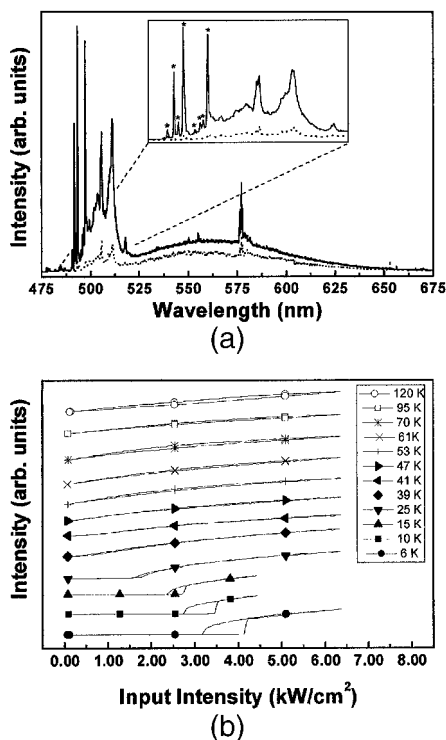 Intensity (arb. units)
* * * * * * * *
475 500 525 550 575 600 625 650 675
Wavelength (nm)
(a)
Intensity (arb. units)
120 K
95 K
70 K
61K
53 K
47 K
41 K
39 K
25 K
15 K
10 K
6 K
0.00 1.00 2.00 3.00 4.00 5.00 6.00 7.00 8.00
Input Intensity (kW/cm²)
(b)